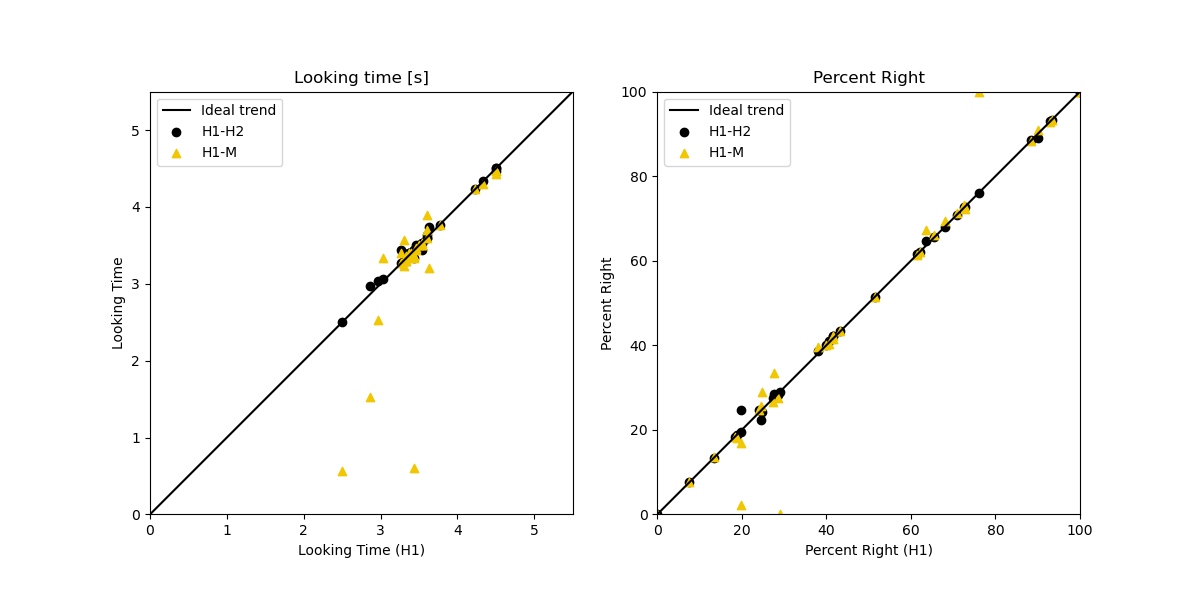 Looking time [s]
Ideal trend
H1-H2
H1-M
5
4
3
2
1
0
0 1 2 3 4 5
Looking Time
Looking Time (H1)
Percent Right
Ideal trend
H1-H2
H1-M
100
80
60
40
20
0
0 20 40 60 80 100
Percent Right
Percent Right (H1)